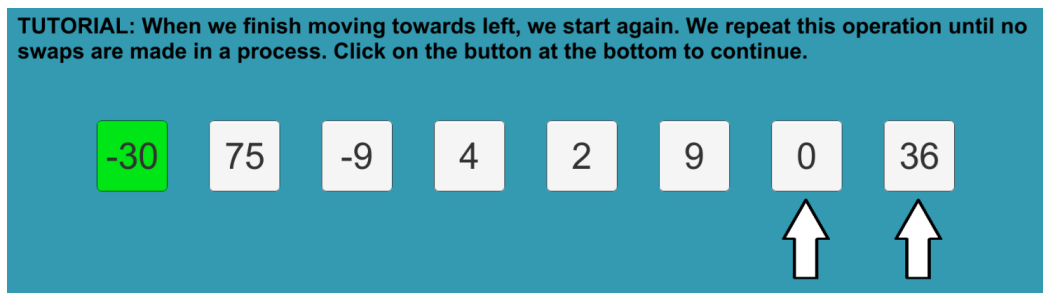 TUTORIAL: When we finish moving towards left, we start again. We repeat this operation until no
swaps are made in a process. Click on the button at the bottom to continue.
-30 75 -9 4 2 9 0 36